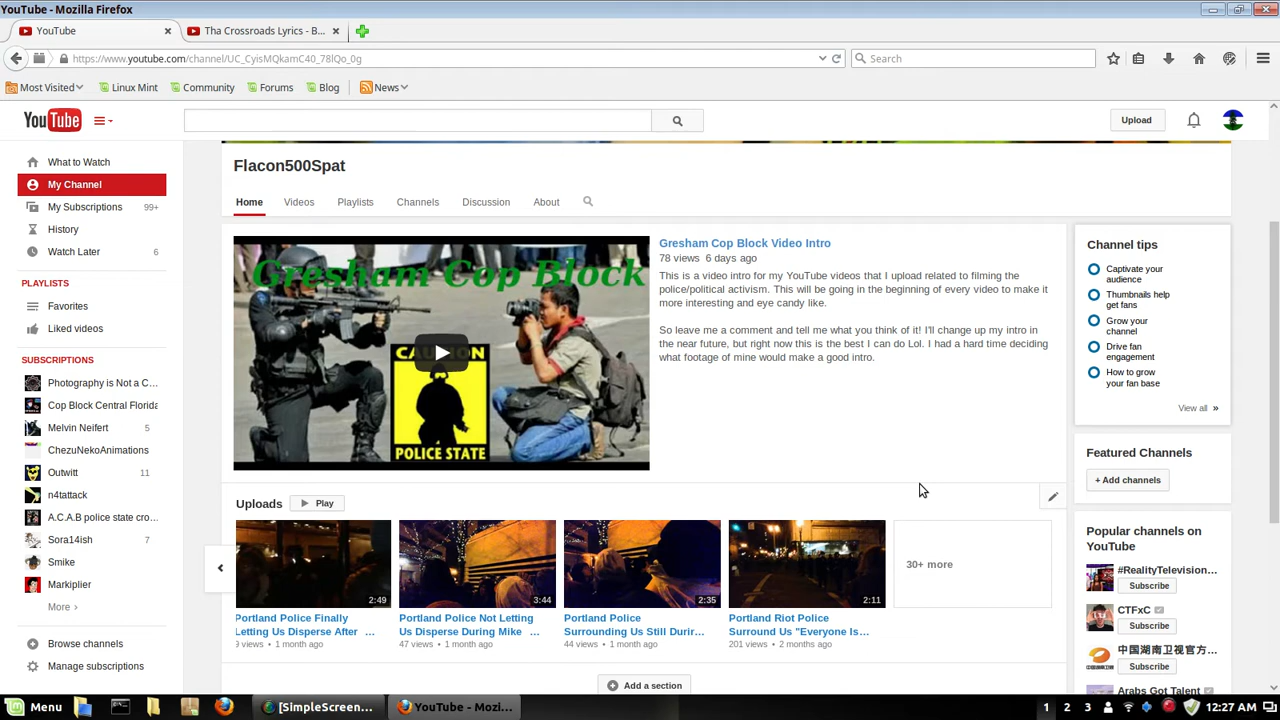 YouTube - Mozilla Firefox
YouTube
Tha Crossroads Lyrics - B...
https://www.youtube.com/channel/UC_CyisMQkamC40_78lQo_0g
Search
Most Visited
Linux Mint
Community
Forums
Blog
News
YouTube
Upload
What to Watch
My Channel
My Subscriptions 99+
History
Watch Later 6
PLAYLISTS
Favorites
Liked videos
SUBSCRIPTIONS
Photography is Not a C...
Cop Block Central Florida
Melvin Neifert 5
ChezuNekoAnimations
Outwitt 11
n4tattack
A.C.A.B police state cro...
Sora14ish 7
Smike
Markiplier
More ›
Browse channels
Manage subscriptions
Flacon500Spat
Home Videos Playlists Channels Discussion About
Gresham Cop Block
CAUTION
POLICE STATE
Gresham Cop Block Video Intro
78 views 6 days ago
This is a video intro for my YouTube videos that I upload related to filming the
police/political activism. This will be going in the beginning of every video to make it
more interesting and eye candy like.
So leave me a comment and tell me what you think of it! I'll change up my intro in
the near future, but right now this is the best I can do Lol. I had a hard time deciding
what footage of mine would make a good intro.
Uploads Play
2:49
Portland Police Finally
Letting Us Disperse After ...
9 views • 1 month ago
3:44
Portland Police Not Letting
Us Disperse During Mike ...
47 views • 1 month ago
2:35
Portland Police
Surrounding Us Still Durir...
44 views • 1 month ago
2:11
Portland Riot Police
Surround Us "Everyone Is...
201 views • 2 months ago
30+ more
+ Add a section
Channel tips
Captivate your
audience
Thumbnails help
get fans
Grow your
channel
Drive fan
engagement
How to grow
your fan base
View all »
Featured Channels
+ Add channels
Popular channels on
YouTube
#RealityTelevision...
Subscribe
CTFxC
Subscribe
中国湖南卫视官方...
Subscribe
Arabs Got Talent
Menu
[SimpleScreen...
YouTube - Mozi...
1 2 3
12:27 AM